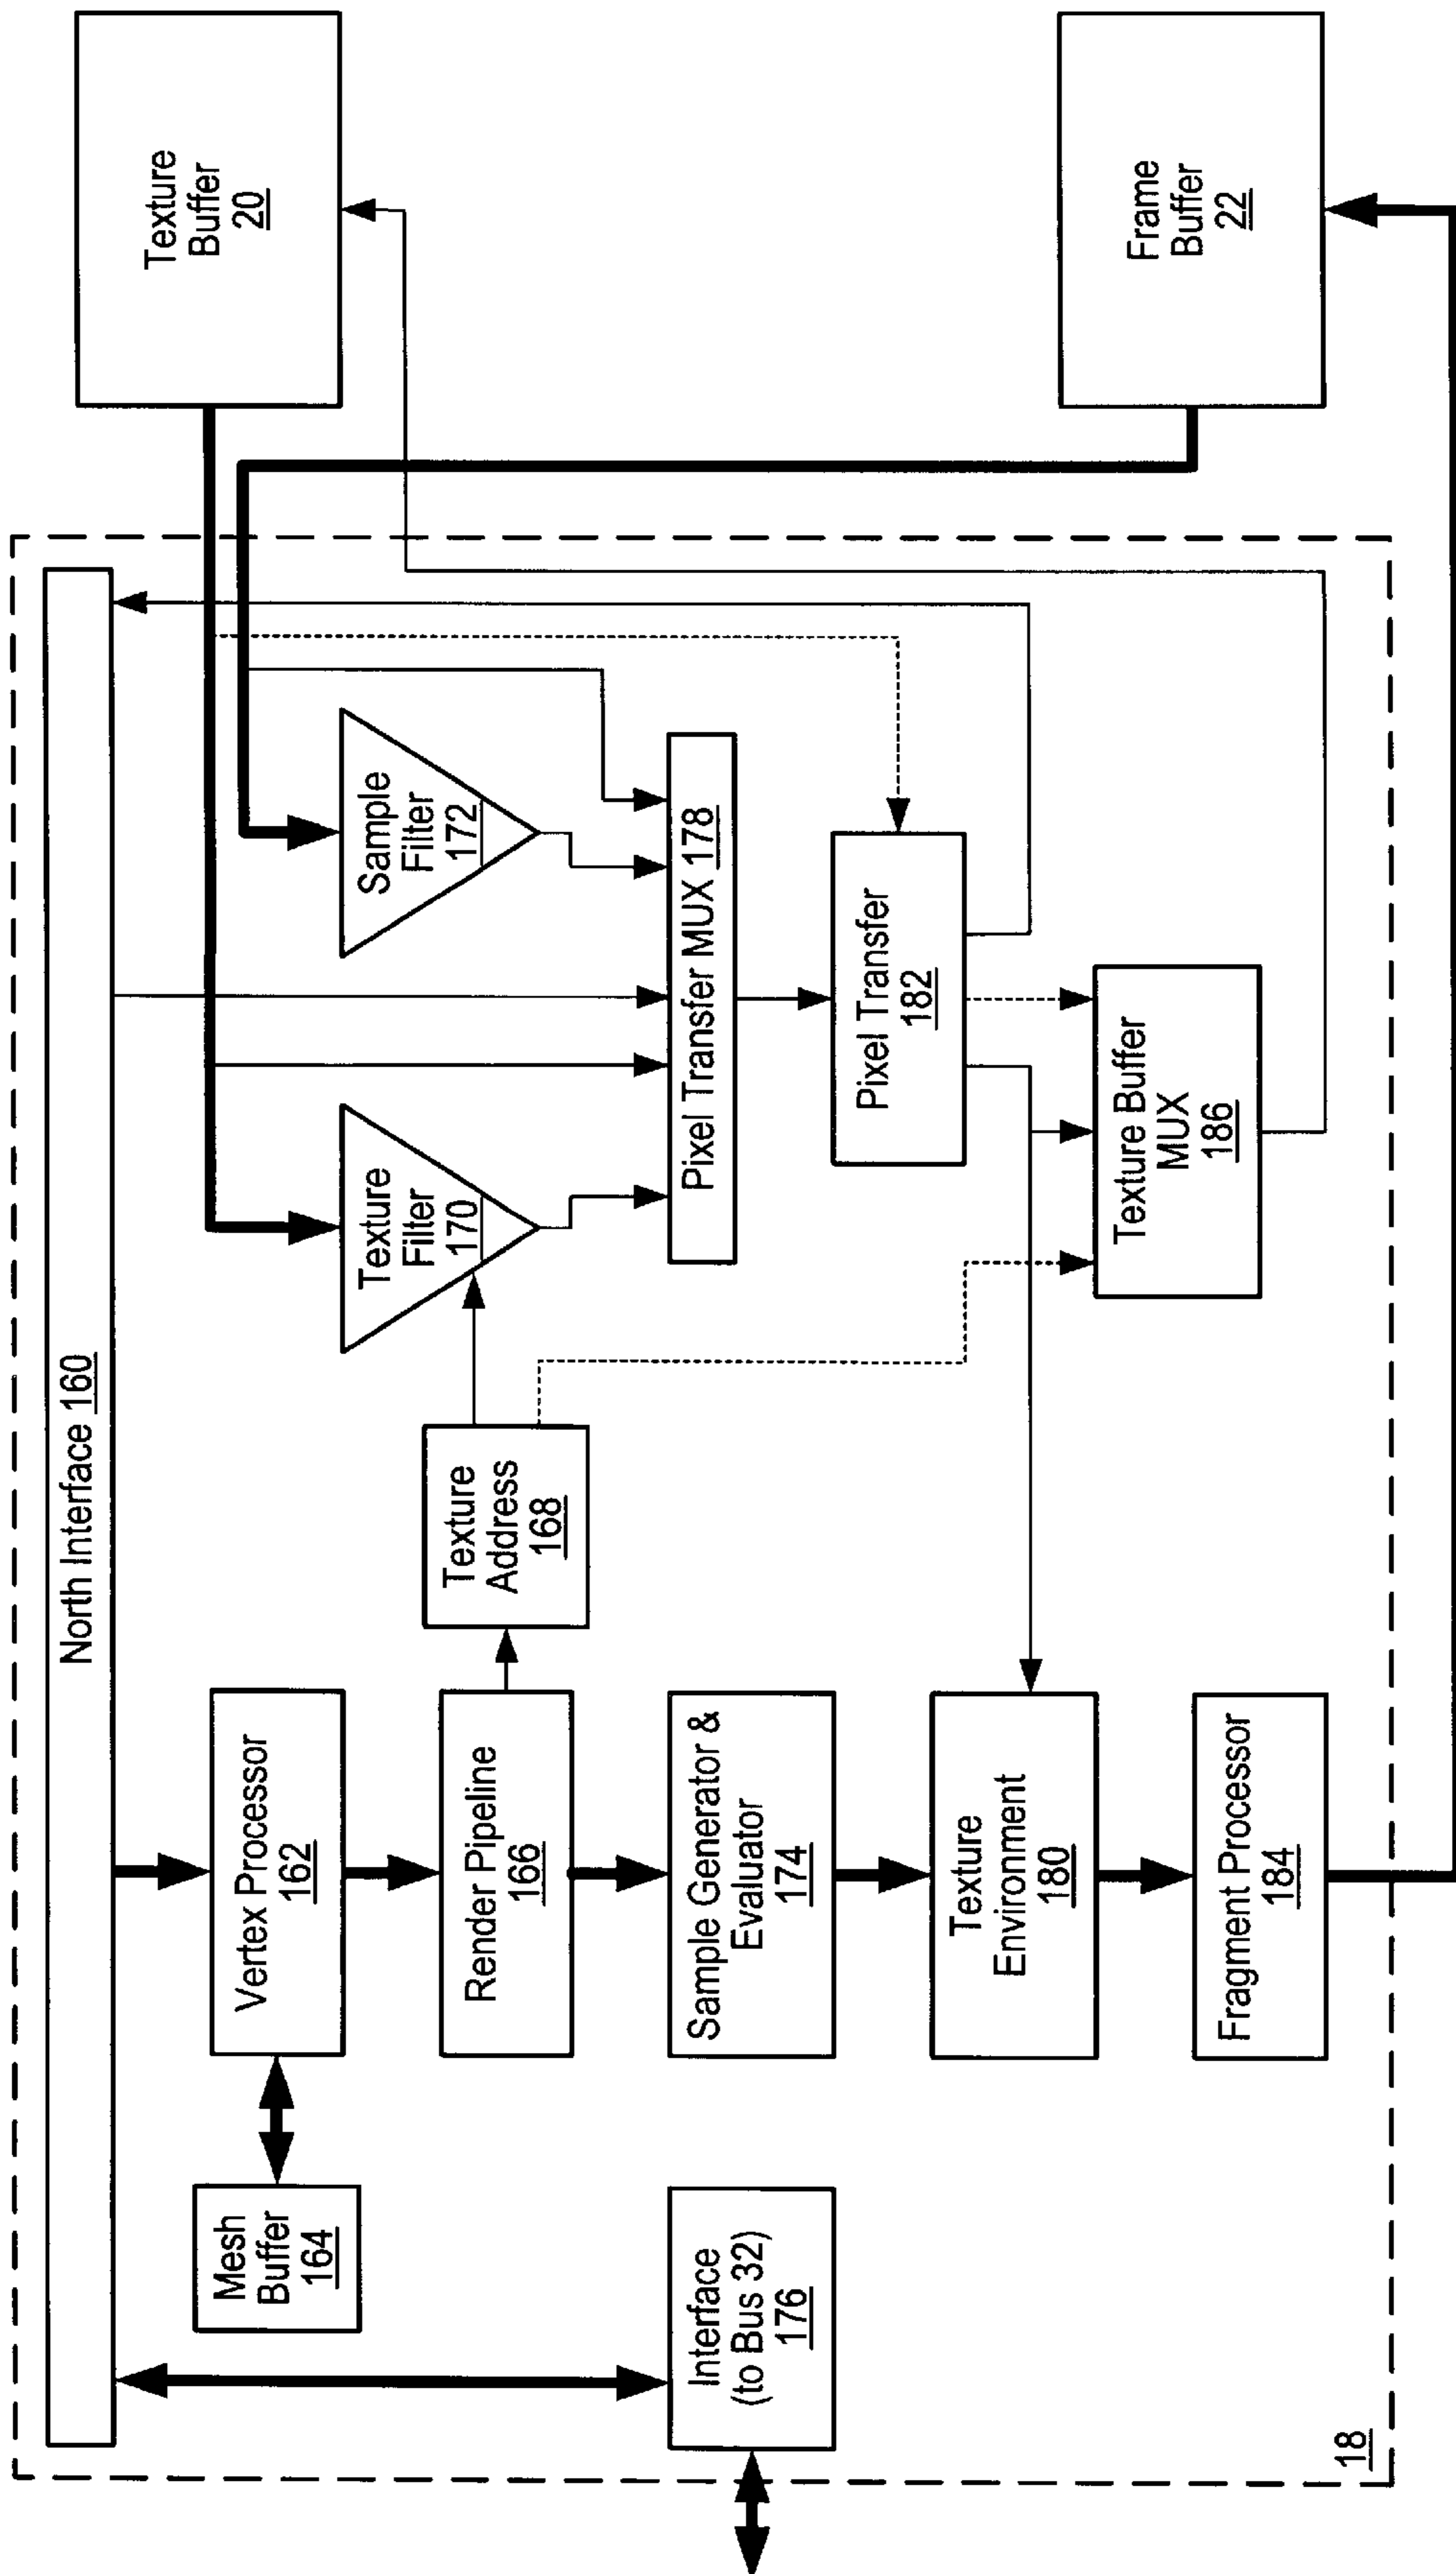 North Interface 160
Mesh
Buffer
164
Vertex Processor
162
Texture
Buffer
20
Interface
(to Bus 32)
176
Render Pipeline
166
Texture
Address
168
Texture
Filter
170
Sample
Filter
172
Sample Generator &
Evaluator
174
Pixel Transfer MUX 178
Texture
Environment
180
Pixel Transfer
182
Fragment Processor
184
Texture Buffer
MUX
186
Frame
Buffer
22
18